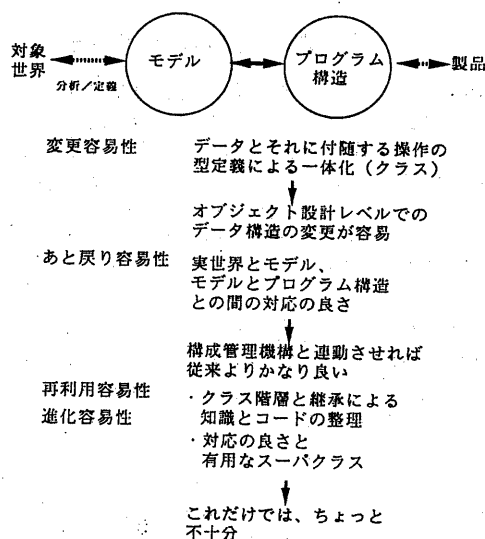 対象
世界
分析/定義
モデル
プログラム
構造
製品
変更容易性
データとそれに付随する操作の
型定義による一体化(クラス)
オブジェクト設計レベルでの
データ構造の変更が容易
あと戻り容易性
実世界とモデル、
モデルとプログラム構造
との間の対応の良さ
構成管理機構と連動させれば
従来よりかなり良い
再利用容易性
進化容易性
・クラス階層と継承による
知識とコードの整理
・対応の良さと
有用なスーパクラス
これだけでは、ちょっと
不十分